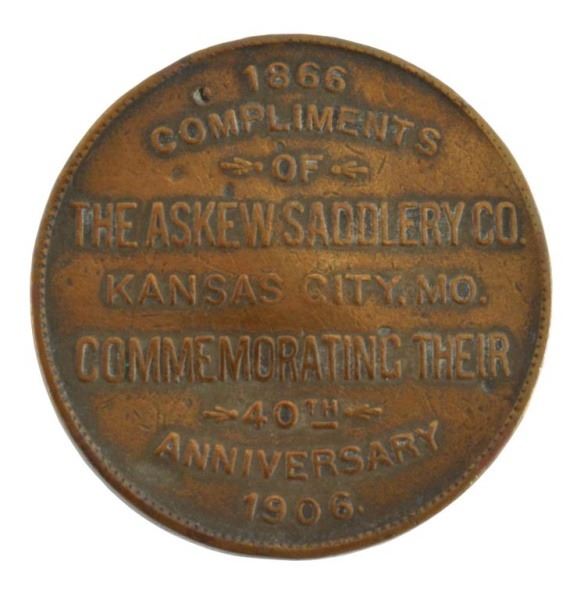 1866
COMPLIMENTS
OF
THE ASKEW SADDLERY CO.
KANSAS CITY, MO.
COMMEMORATING THEIR
40TH
ANNIVERSARY
1906.